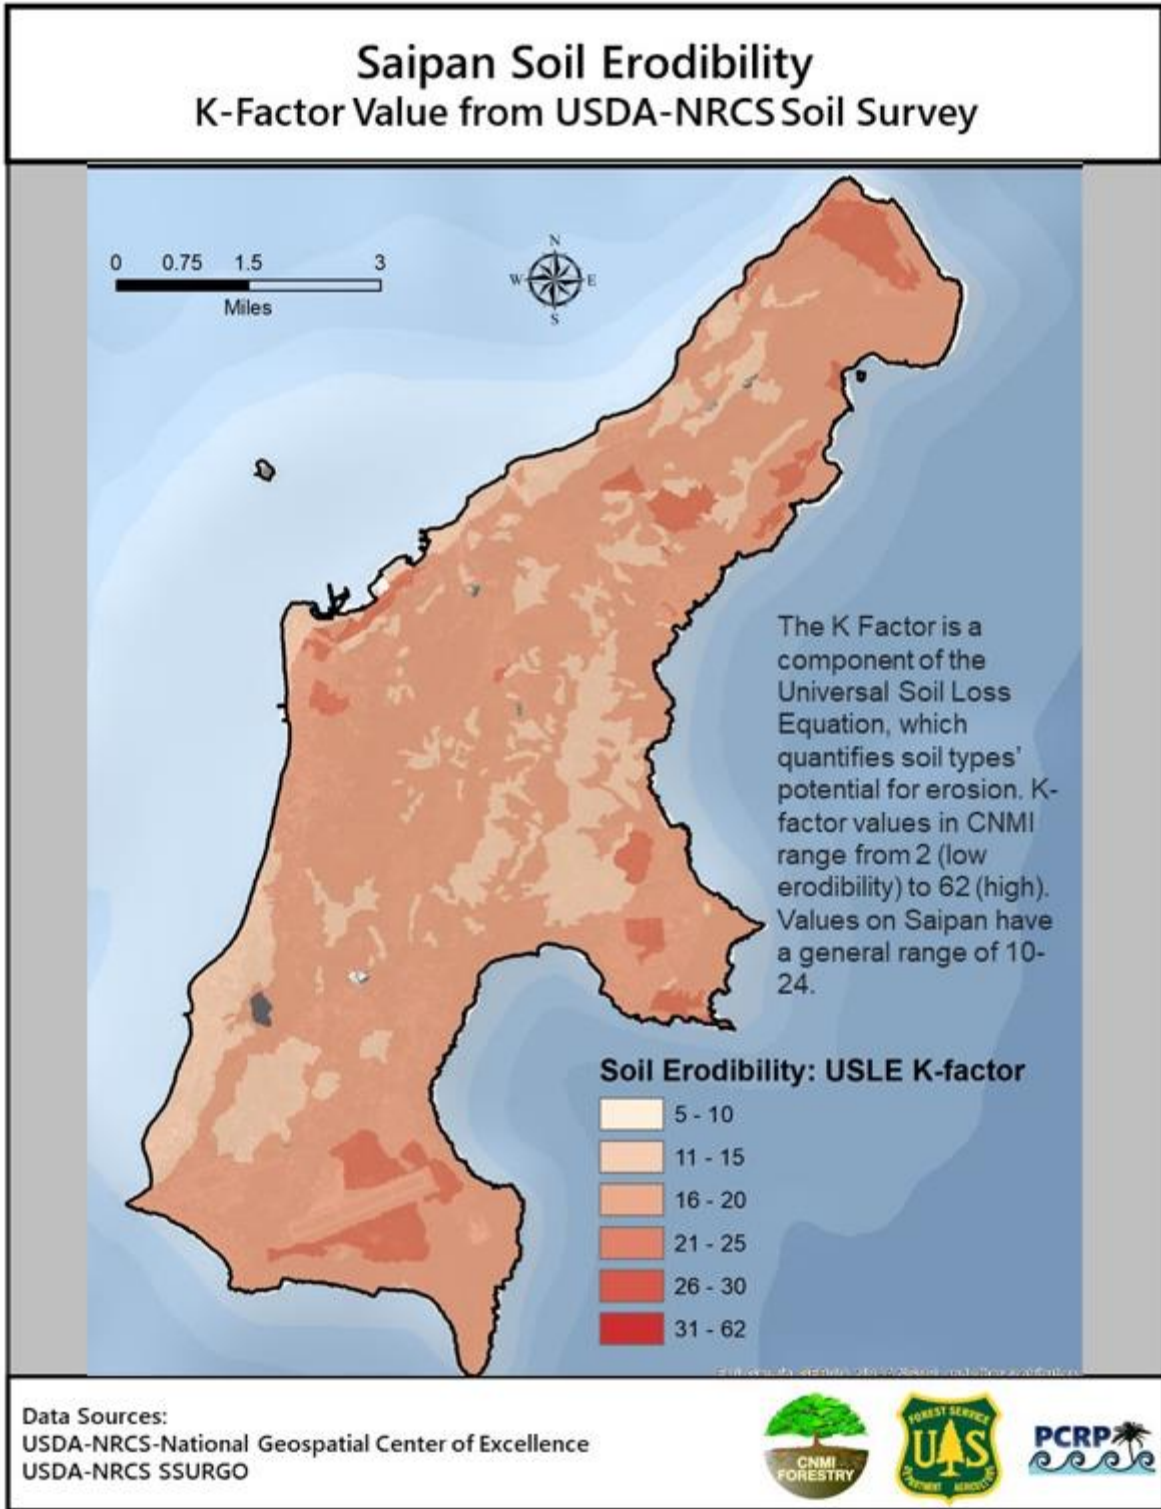 Saipan Soil Erodibility
K-Factor Value from USDA-NRCS Soil Survey
0 0.75 1.5 3
Miles
N
W E
S
The K Factor is a
component of the
Universal Soil Loss
Equation, which
quantifies soil types'
potential for erosion. K-
factor values in CNMI
range from 2 (low
erodibility) to 62 (high).
Values on Saipan have
a general range of 10-
24.
Soil Erodibility: USLE K-factor
5 - 10
11 - 15
16 - 20
21 - 25
26 - 30
31 - 62
Data Sources:
USDA-NRCS-National Geospatial Center of Excellence
USDA-NRCS SSURGO
CNMI
FORESTRY
FOREST SERVICE
U S
DEPARTMENT AGRICULTURE
PCRP